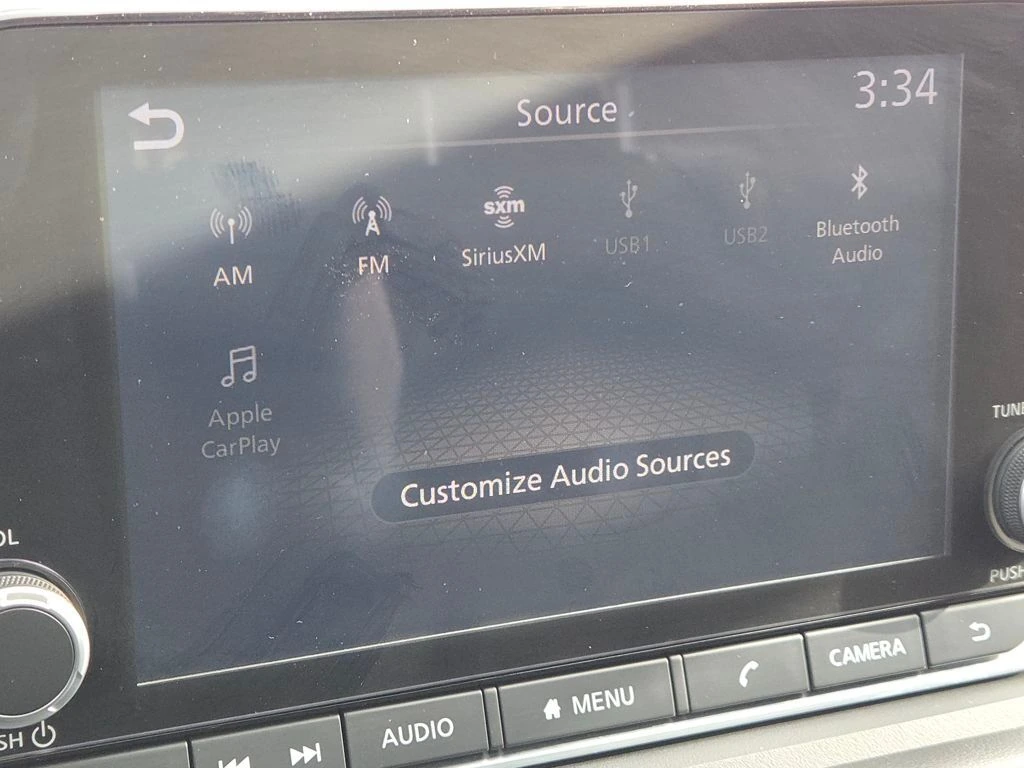 Source
3:34
AM
FM
sxm
SiriusXM
USB1
USB2
Bluetooth
Audio
Apple
CarPlay
Customize Audio Sources
TUNE
OL
PUSH
SH
AUDIO
MENU
CAMERA